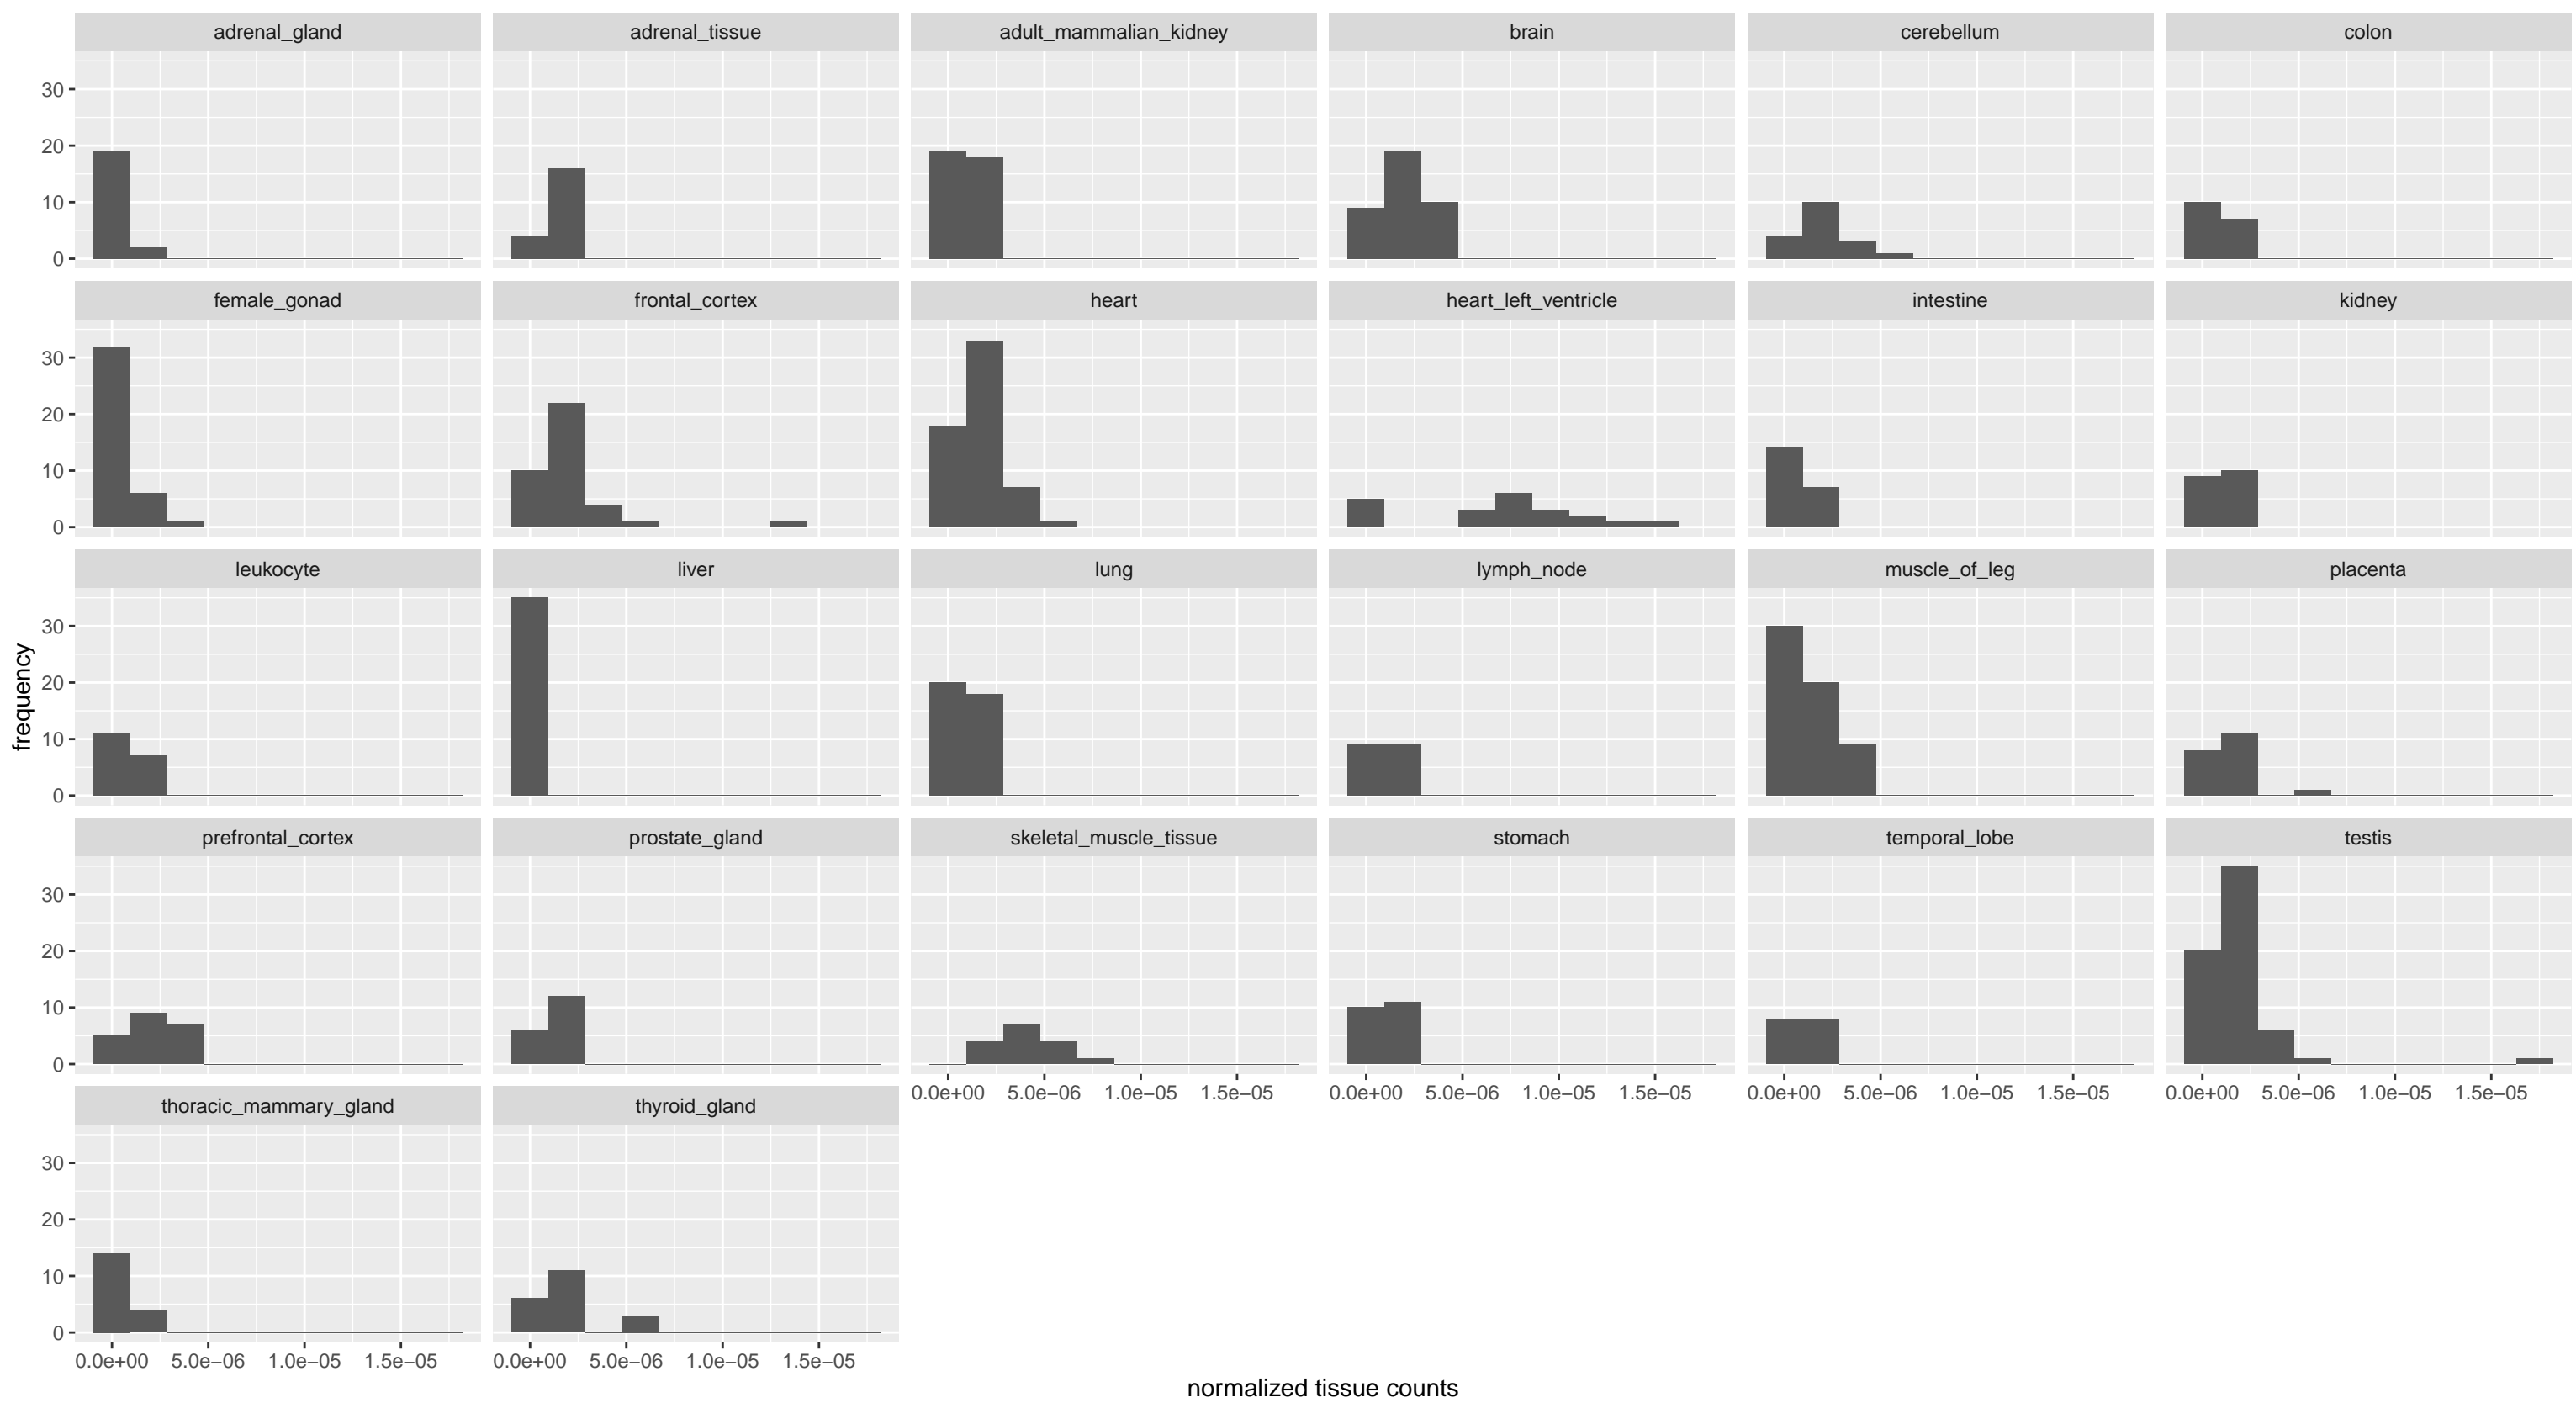 adrenal_gland adrenal_tissue adult_mammalian_kidney brain cerebellum colon
30
20
10
0
female_gonad frontal_cortex heart heart_left_ventricle intestine kidney
30
20
10
0
leukocyte liver lung lymph_node muscle_of_leg placenta
30
20
10
0
frequency
prefrontal_cortex prostate_gland skeletal_muscle_tissue stomach temporal_lobe testis
30
20
10
0
0.0e+00 5.0e−06 1.0e−05 1.5e−05 0.0e+00 5.0e−06 1.0e−05 1.5e−05 0.0e+00 5.0e−06 1.0e−05 1.5e−05 0.0e+00 5.0e−06 1.0e−05 1.5e−05
thoracic_mammary_gland thyroid_gland
30
20
10
0
0.0e+00 5.0e−06 1.0e−05 1.5e−05 0.0e+00 5.0e−06 1.0e−05 1.5e−05
normalized tissue counts